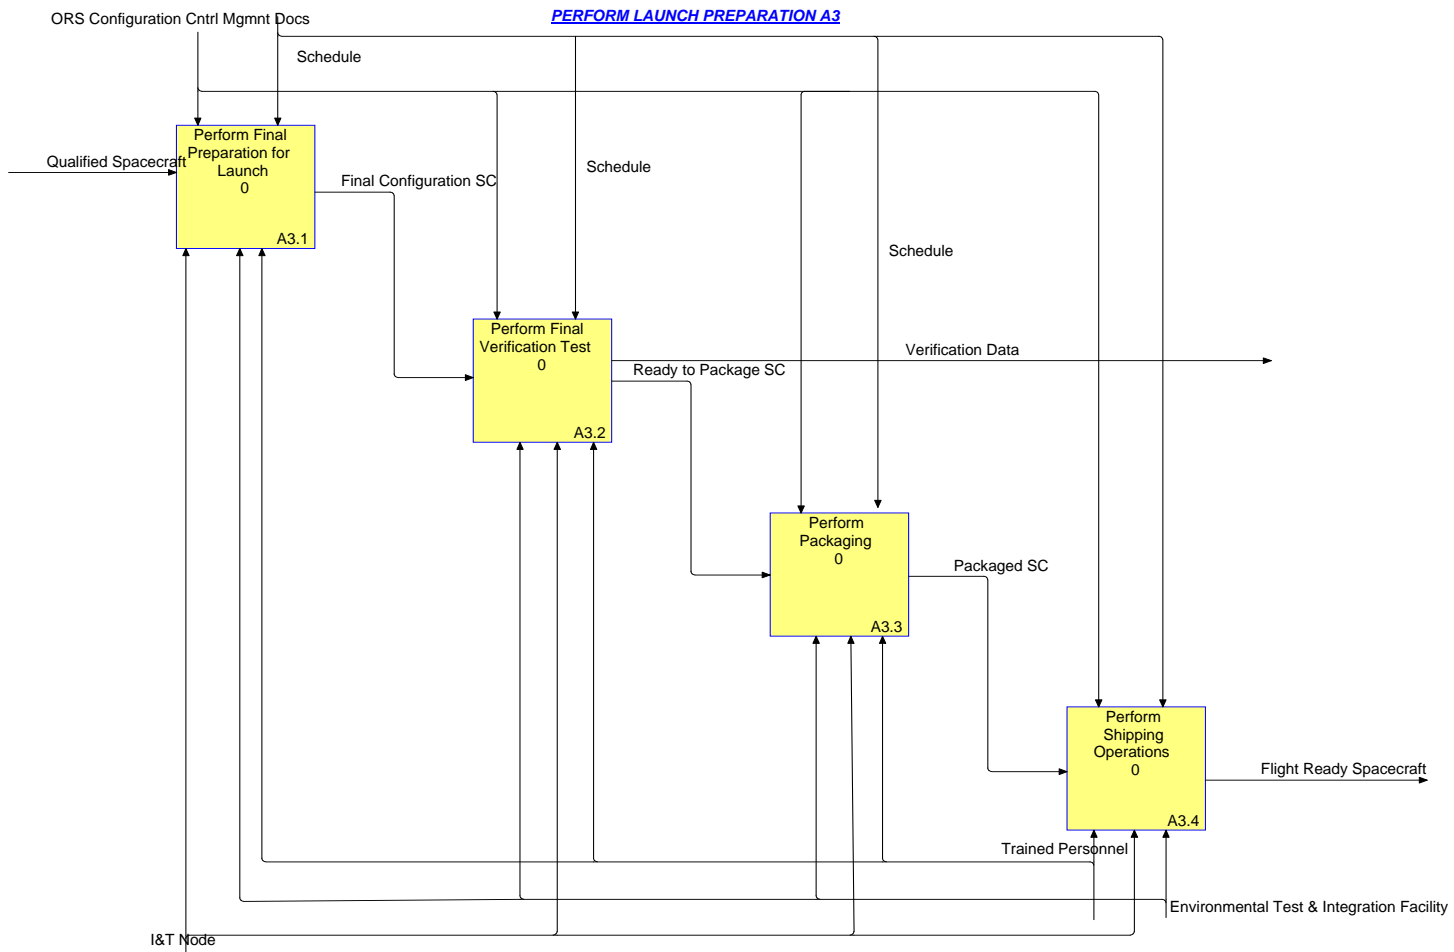 PERFORM LAUNCH PREPARATION A3
ORS Configuration Cntrl Mgmnt Docs
Schedule
Qualified Spacecraft
Perform Final
Preparation for
Launch
0
A3.1
Final Configuration SC
Schedule
Schedule
Perform Final
Verification Test
0
A3.2
Verification Data
Ready to Package SC
Perform
Packaging
0
A3.3
Packaged SC
Perform
Shipping
Operations
0
A3.4
Flight Ready Spacecraft
Trained Personnel
Environmental Test & Integration Facility
I&T Node